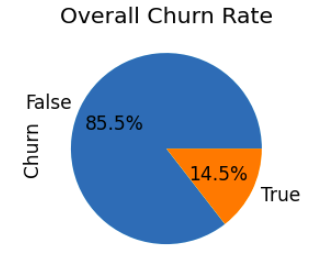 Overall Churn Rate
False
85.5%
Churn
14.5%
True